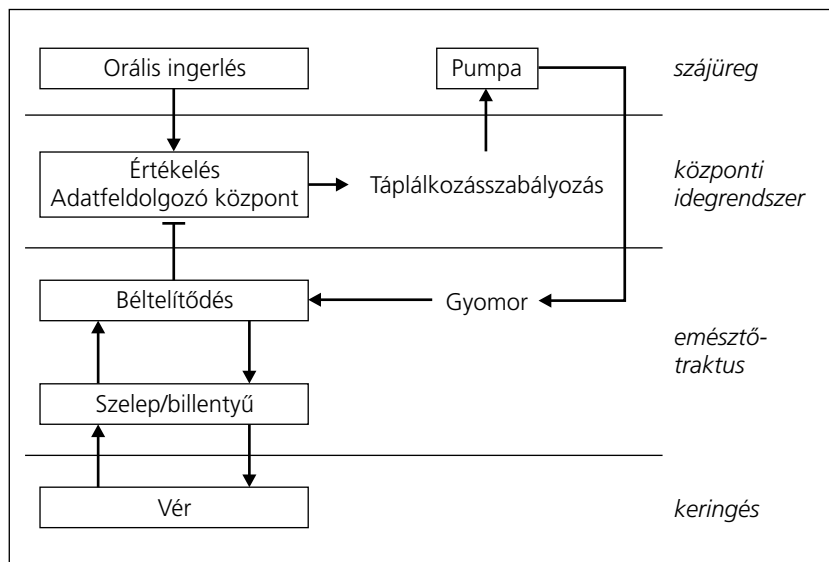 Orális ingerlés
Pumpa
szájüreg
Értékelés
Adatfeldolgozó központ
Táplálkozásszabályozás
központi
idegrendszer
Béltelítődés
Gyomor
emésztő-
traktus
Szelep/billentyű
Vér
keringés